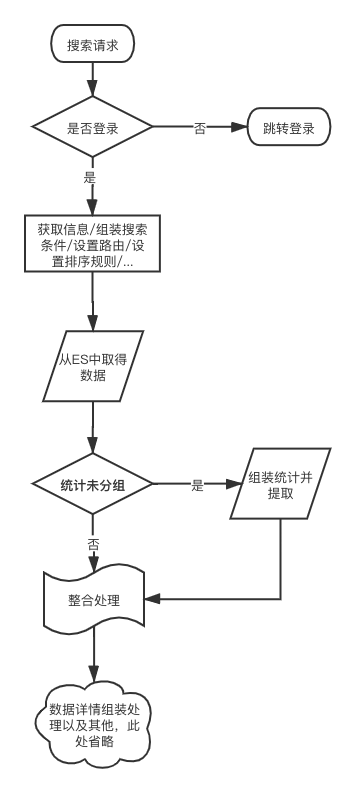 搜索请求
是否登录
否
跳转登录
是
获取信息/组装搜索
条件/设置路由/设
置排序规则/...
从ES中取得
数据
统计未分组
是
组装统计并
提取
否
整合处理
数据详情组装处
理以及其他，此
处省略